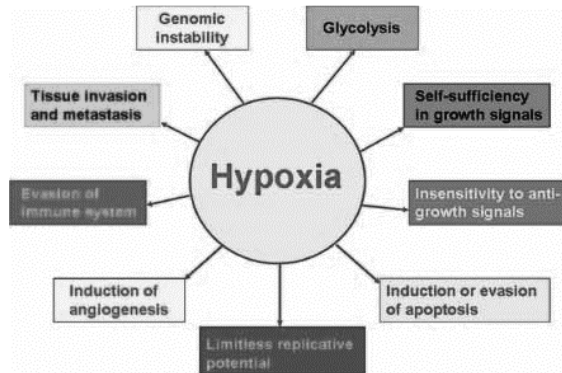 Genomic
instability
Glycolysis
Tissue invasion
and metastasis
Self-sufficiency
in growth signals
Hypoxia
Evasion of
immune system
Insensitivity to anti-
growth signals
Induction of
angiogenesis
Induction or evasion
of apoptosis
Limitless replicative
potential